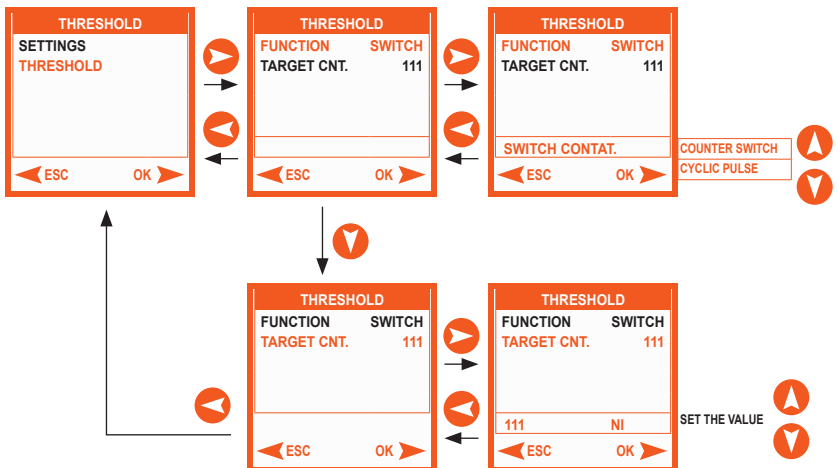 THRESHOLD
SETTINGS
THRESHOLD
ESC OK
THRESHOLD
FUNCTION SWITCH
TARGET CNT. 111
ESC OK
THRESHOLD
FUNCTION SWITCH
TARGET CNT. 111
SWITCH CONTAT.
ESC OK
COUNTER SWITCH
CYCLIC PULSE
THRESHOLD
FUNCTION SWITCH
TARGET CNT. 111
ESC OK
THRESHOLD
FUNCTION SWITCH
TARGET CNT. 111
111 NI
ESC OK
SET THE VALUE